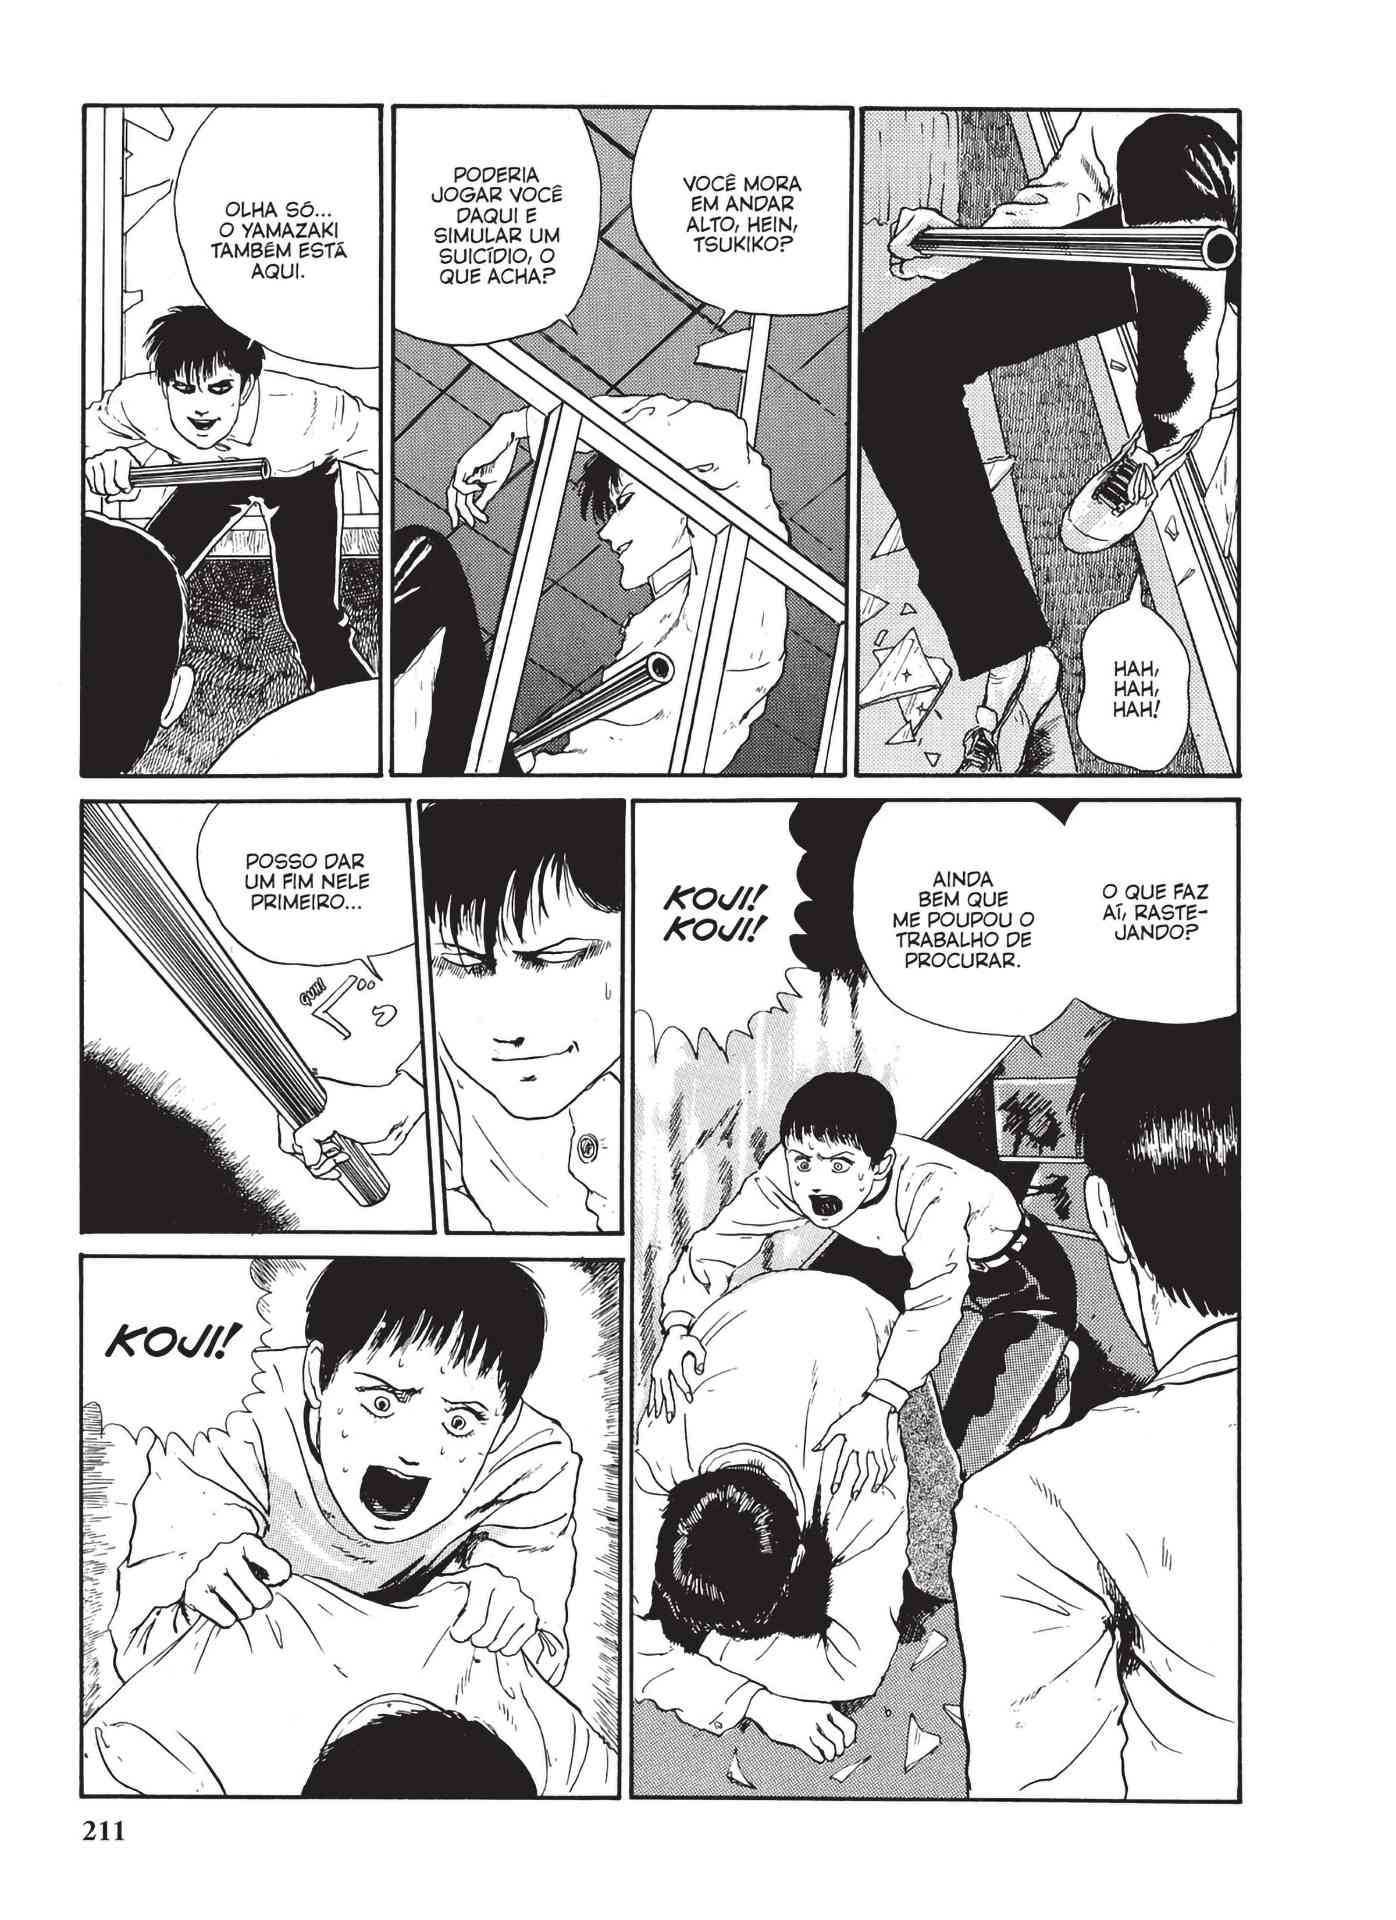 HAH,
HAH,
HAH!
VOCÊ MORA
EM ANDAR
ALTO, HEIN,
TSUKIKO?
PODERIA
JOGAR VOCÊ
DAQUI E
SIMULAR UM
SUICÍDIO, O
QUE ACHA?
OLHA SÓ...
O YAMAZAKI
TAMBÉM ESTÁ
AQUI.
O QUE FAZ
AÍ, RASTE-
JANDO?
AINDA
BEM QUE
ME POUPOU O
TRABALHO DE
PROCURAR.
KOJI!
KOJI!
POSSO DAR
UM FIM NELE
PRIMEIRO...
KOJI!
211